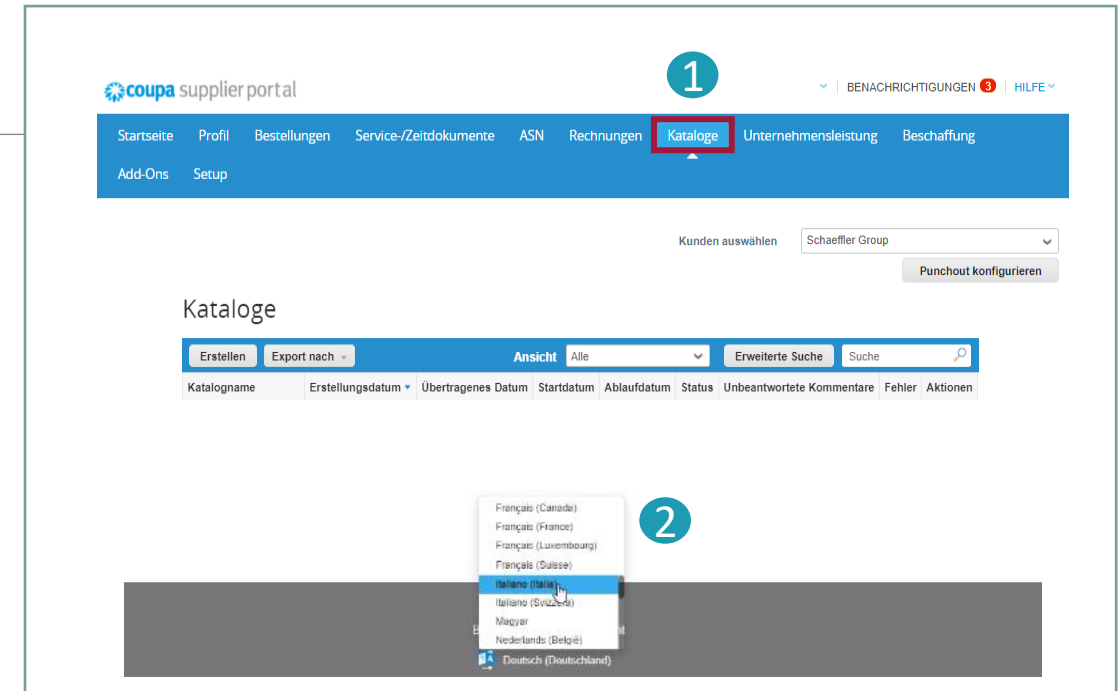 1
coupa supplier portal
BENACHRICHTIGUNGEN 3 HILFE
Startseite Profil Bestellungen Service-/Zeitdokumente ASN Rechnungen Kataloge Unternehmensleistung Beschaffung
Add-Ons Setup
Kunden auswählen Schaeffler Group
Punchout konfigurieren
Kataloge
Erstellen Export nach Ansicht Alle Erweiterte Suche Suche
Katalogname Erstellungsdatum Übertragenes Datum Startdatum Ablaufdatum Status Unbeantwortete Kommentare Fehler Aktionen
2
Français (Canada)
Français (France)
Français (Luxembourg)
Français (Suisse)
Italiano (Italia)
Italiano (Svizzera)
Magyar
Nederlands (België)
Deutsch (Deutschland)